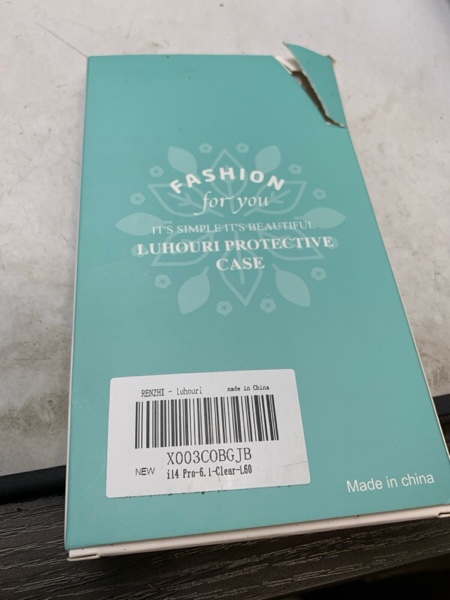 FASHION
for you
IT'S SIMPLE IT'S BEAUTIFUL
LUHOURI PROTECTIVE
CASE
RENZHI - luhouri made in China
X003COBGJB
NEW i14 Pro-6.1-Clear-L60
Made in china